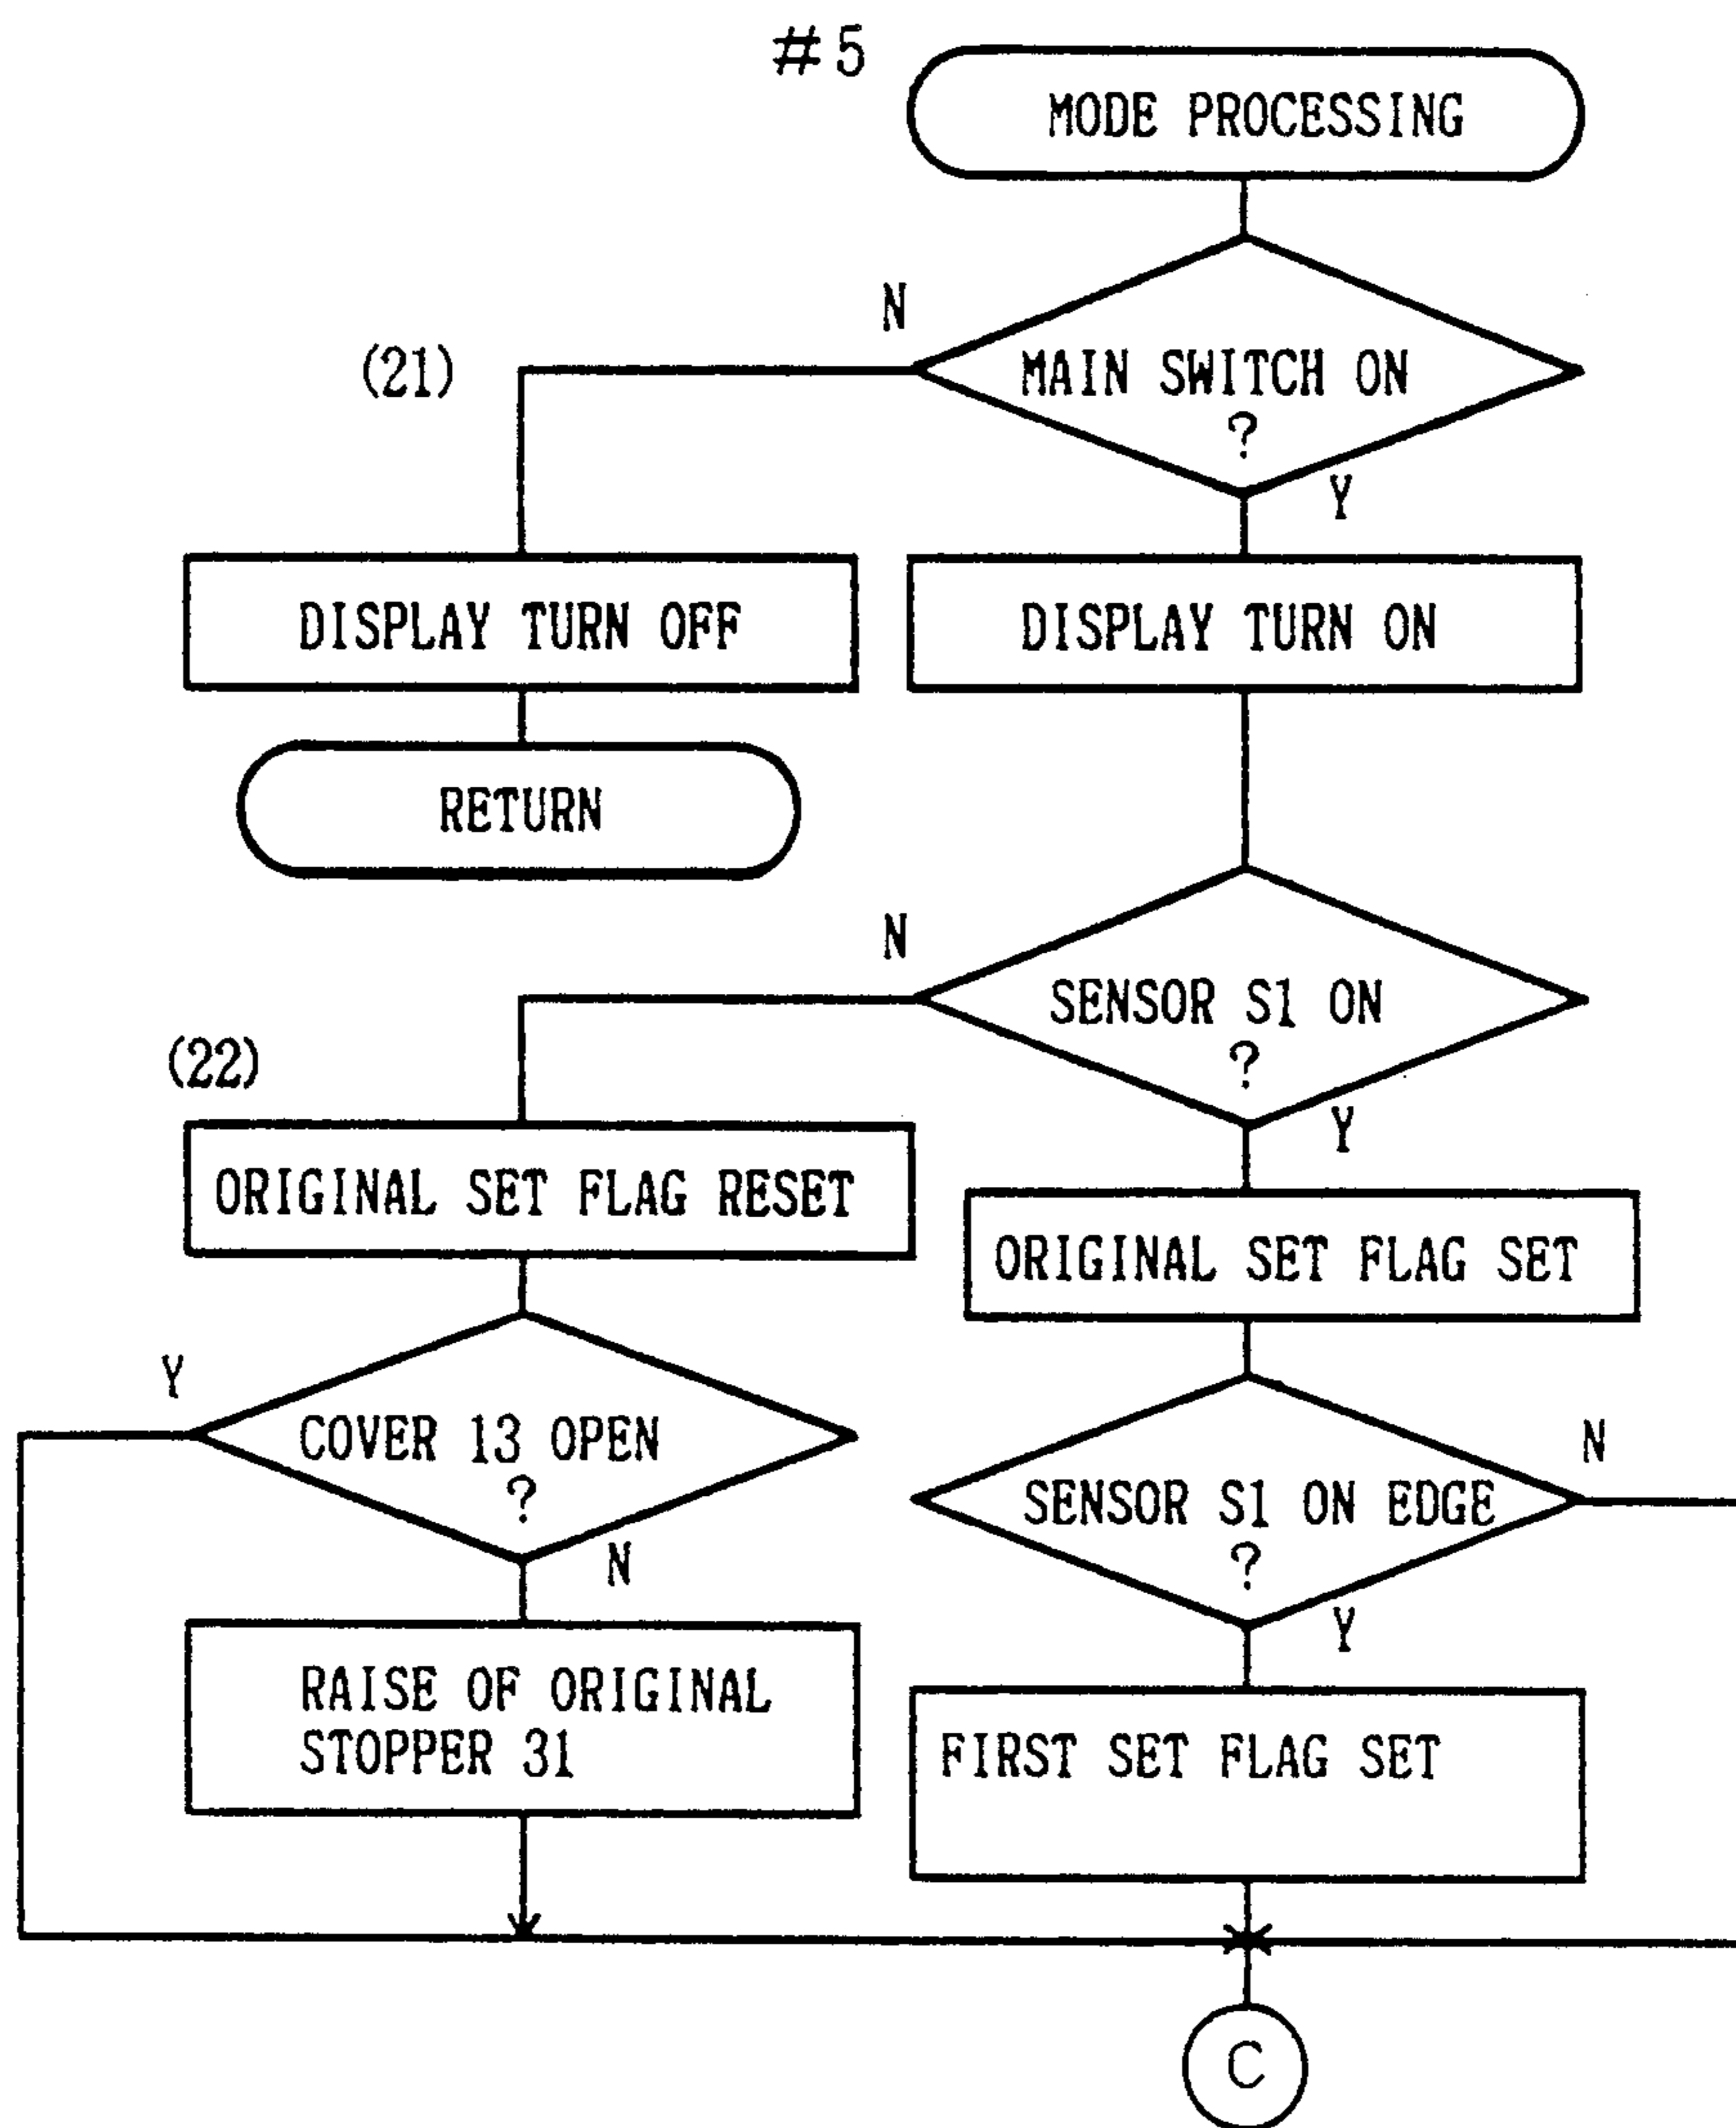 #5
MODE PROCESSING
N
(21)
MAIN SWITCH ON
?
Y
DISPLAY TURN OFF
DISPLAY TURN ON
RETURN
N
SENSOR S1 ON
?
(22)
Y
ORIGINAL SET FLAG RESET
ORIGINAL SET FLAG SET
Y
COVER 13 OPEN
?
N
SENSOR S1 ON EDGE
?
N
Y
RAISE OF ORIGINAL
STOPPER 31
FIRST SET FLAG SET
C